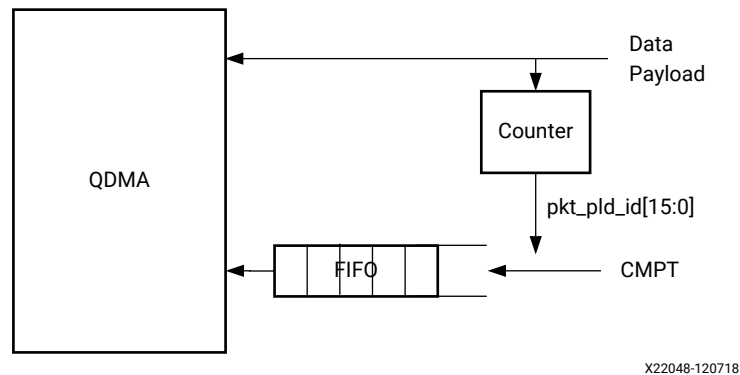 Data
Payload
Counter
QDMA
pkt_pld_id[15:0]
FIFO
CMPT
X22048-120718